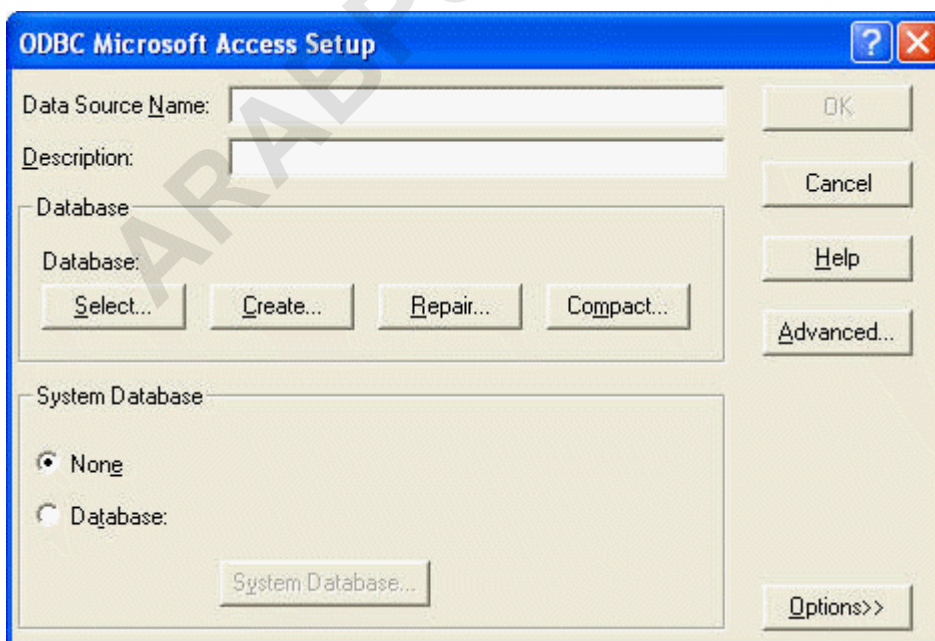 ODBC Microsoft Access Setup
Data Source Name:
OK
Description:
Cancel
Database
Database:
Help
Select...
Create...
Repair...
Compact...
Advanced...
System Database
None
Database:
System Database...
Options>>